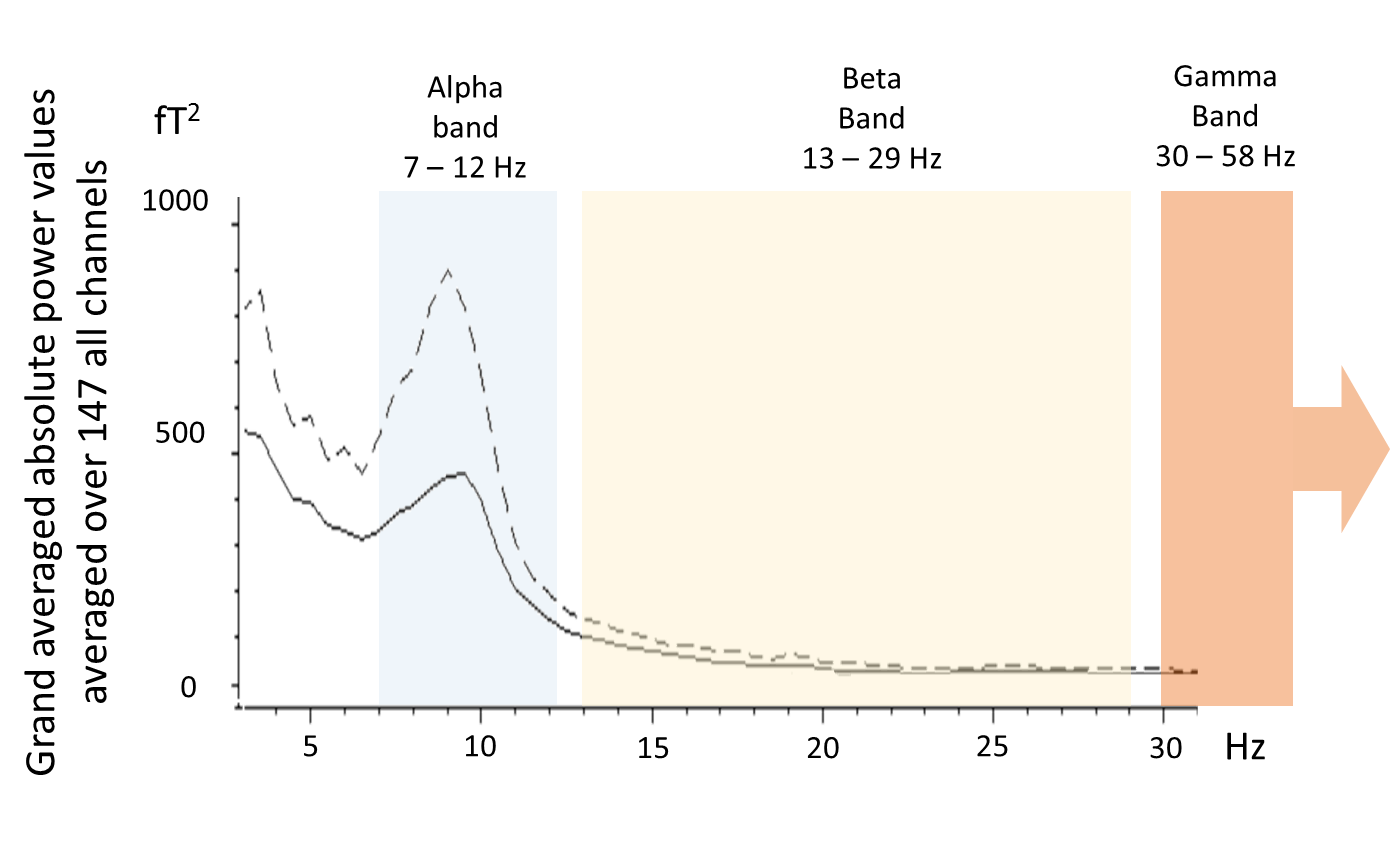 Grand averaged absolute power values
averaged over 147 all channels
fT²
Alpha
band
7 – 12 Hz
Beta
Band
13 – 29 Hz
Gamma
Band
30 – 58 Hz
1000
500
0
5
10
15
20
25
30
Hz